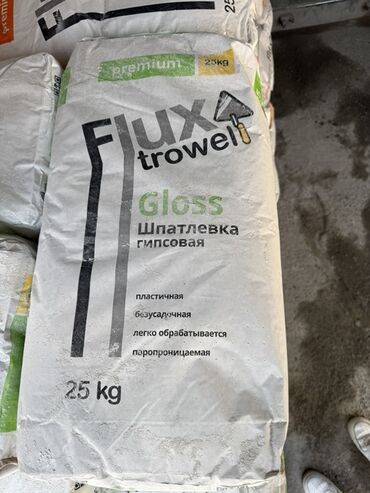 premium
25kg
Flux
trowel
Gloss
Шпатлевка
гипсовая
пластичная
безусадочная
легко обрабатывается
паропроницаемая
25 kg